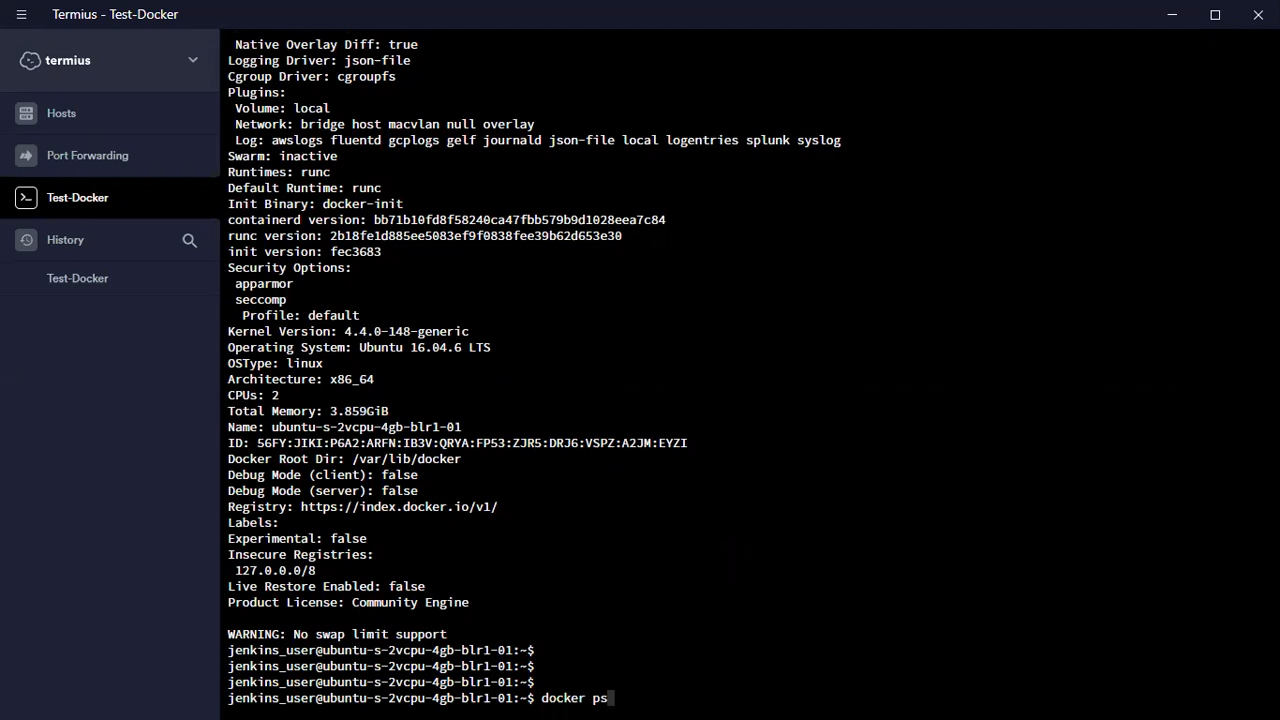 Termius - Test-Docker
termius
Hosts
Port Forwarding
Test-Docker
History
Test-Docker
Native Overlay Diff: true
Logging Driver: json-file
Cgroup Driver: cgroupfs
Plugins:
Volume: local
Network: bridge host macvlan null overlay
Log: awslogs fluentd gcplogs gelf journald json-file local logentries splunk syslog
Swarm: inactive
Runtimes: runc
Default Runtime: runc
Init Binary: docker-init
containerd version: bb71b10fd8f58240ca47fbb579b9d1028eea7c84
runc version: 2b18fe1d885ee5083ef9f0838fee39b62d653e30
init version: fec3683
Security Options:
apparmor
seccomp
Profile: default
Kernel Version: 4.4.0-148-generic
Operating System: Ubuntu 16.04.6 LTS
OSType: linux
Architecture: x86_64
CPUs: 2
Total Memory: 3.859GiB
Name: ubuntu-s-2vcpu-4gb-blr1-01
ID: 56FY:JIKI:P6A2:ARFN:IB3V:QRYA:FP53:ZJR5:DRJ6:VSPZ:A2JM:EYZI
Docker Root Dir: /var/lib/docker
Debug Mode (client): false
Debug Mode (server): false
Registry: https://index.docker.io/v1/
Labels:
Experimental: false
Insecure Registries:
127.0.0.0/8
Live Restore Enabled: false
Product License: Community Engine
WARNING: No swap limit support
jenkins_user@ubuntu-s-2vcpu-4gb-blr1-01:~$
jenkins_user@ubuntu-s-2vcpu-4gb-blr1-01:~$
jenkins_user@ubuntu-s-2vcpu-4gb-blr1-01:~$
jenkins_user@ubuntu-s-2vcpu-4gb-blr1-01:~$ docker ps